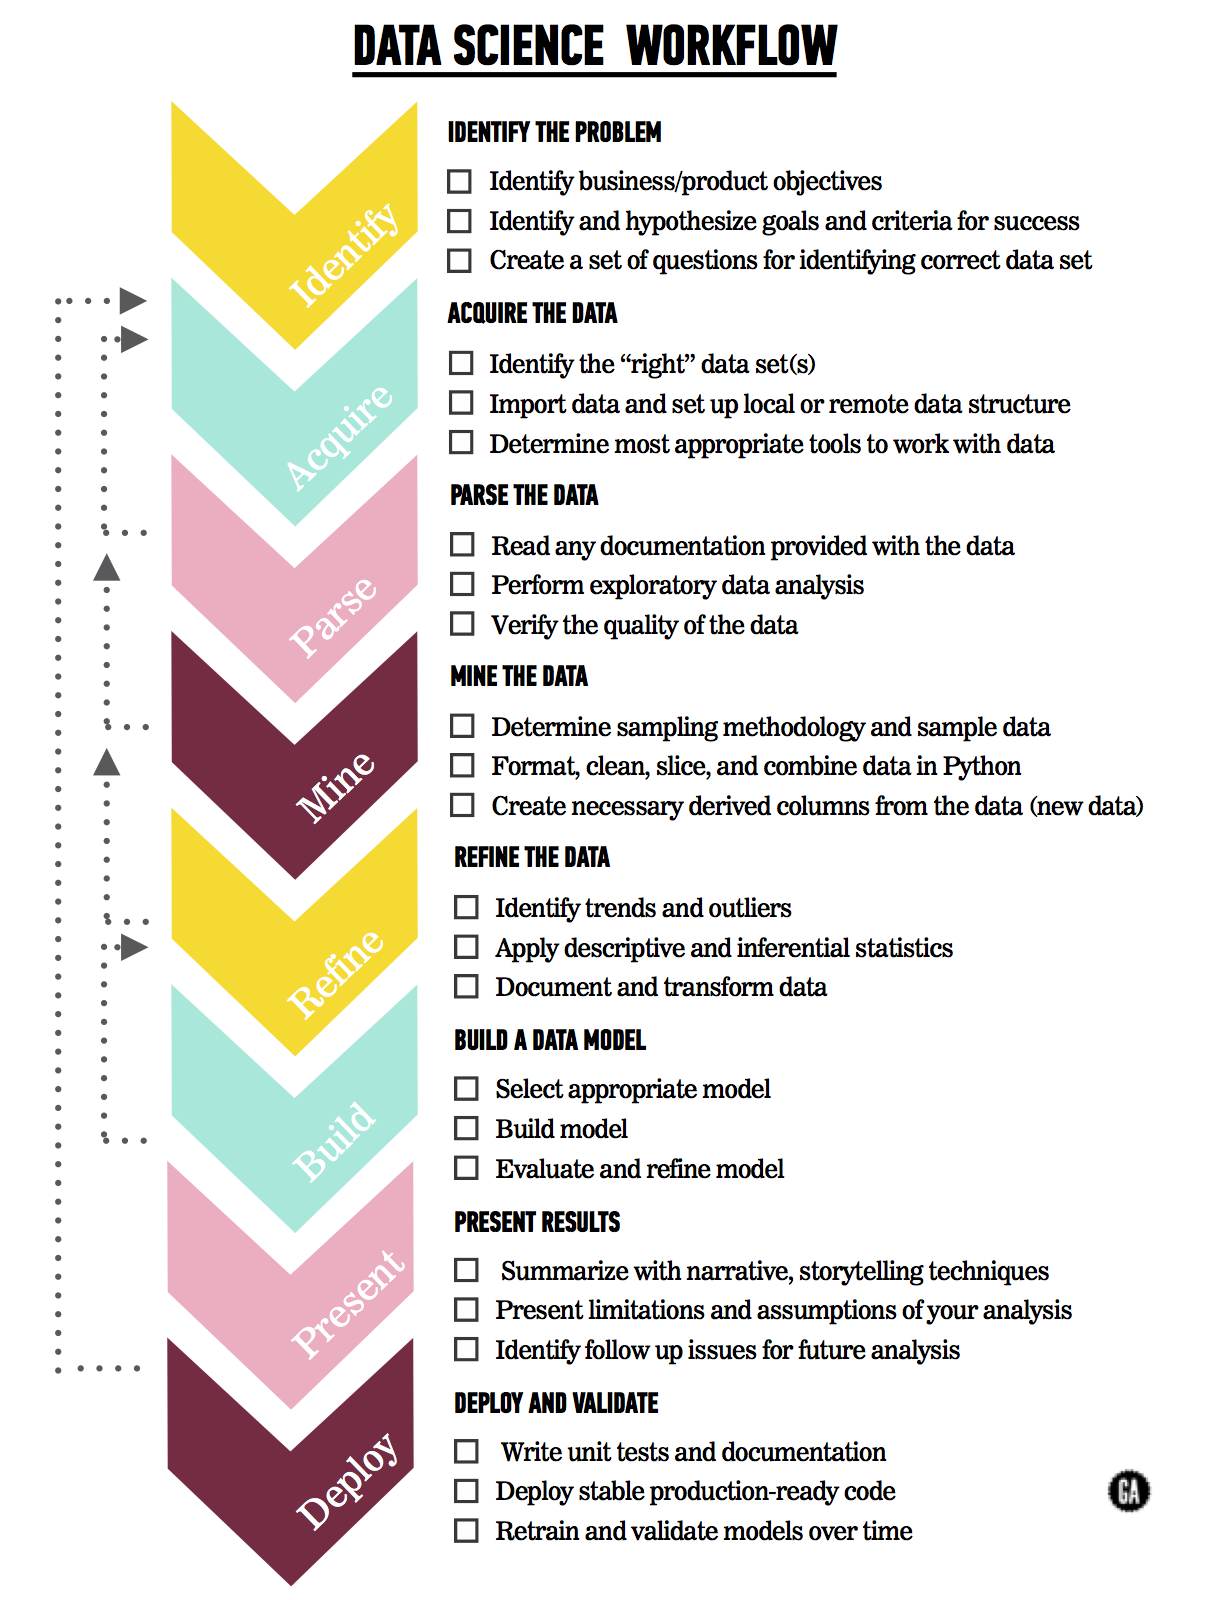 DATA SCIENCE WORKFLOW
IDENTIFY THE PROBLEM
Identify business/product objectives
Identify and hypothesize goals and criteria for success
Create a set of questions for identifying correct data set
Identify
ACQUIRE THE DATA
Identify the “right” data set(s)
Import data and set up local or remote data structure
Determine most appropriate tools to work with data
Acquire
PARSE THE DATA
Read any documentation provided with the data
Perform exploratory data analysis
Verify the quality of the data
Parse
MINE THE DATA
Determine sampling methodology and sample data
Format, clean, slice, and combine data in Python
Create necessary derived columns from the data (new data)
Mine
REFINE THE DATA
Identify trends and outliers
Apply descriptive and inferential statistics
Document and transform data
Refine
BUILD A DATA MODEL
Select appropriate model
Build model
Evaluate and refine model
Build
PRESENT RESULTS
Summarize with narrative, storytelling techniques
Present limitations and assumptions of your analysis
Identify follow up issues for future analysis
Present
DEPLOY AND VALIDATE
Write unit tests and documentation
Deploy stable production-ready code
Retrain and validate models over time
Deploy
GA